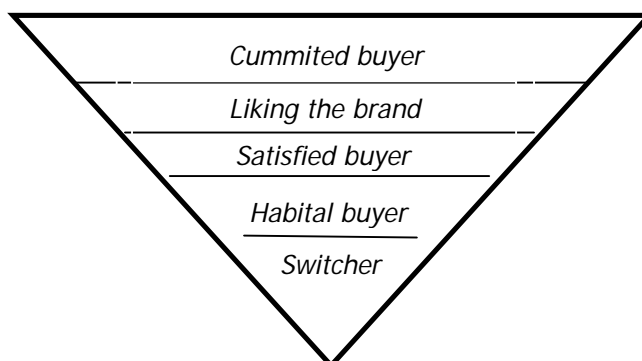 Cummited buyer
Liking the brand
Satisfied buyer
Habital buyer
Switcher